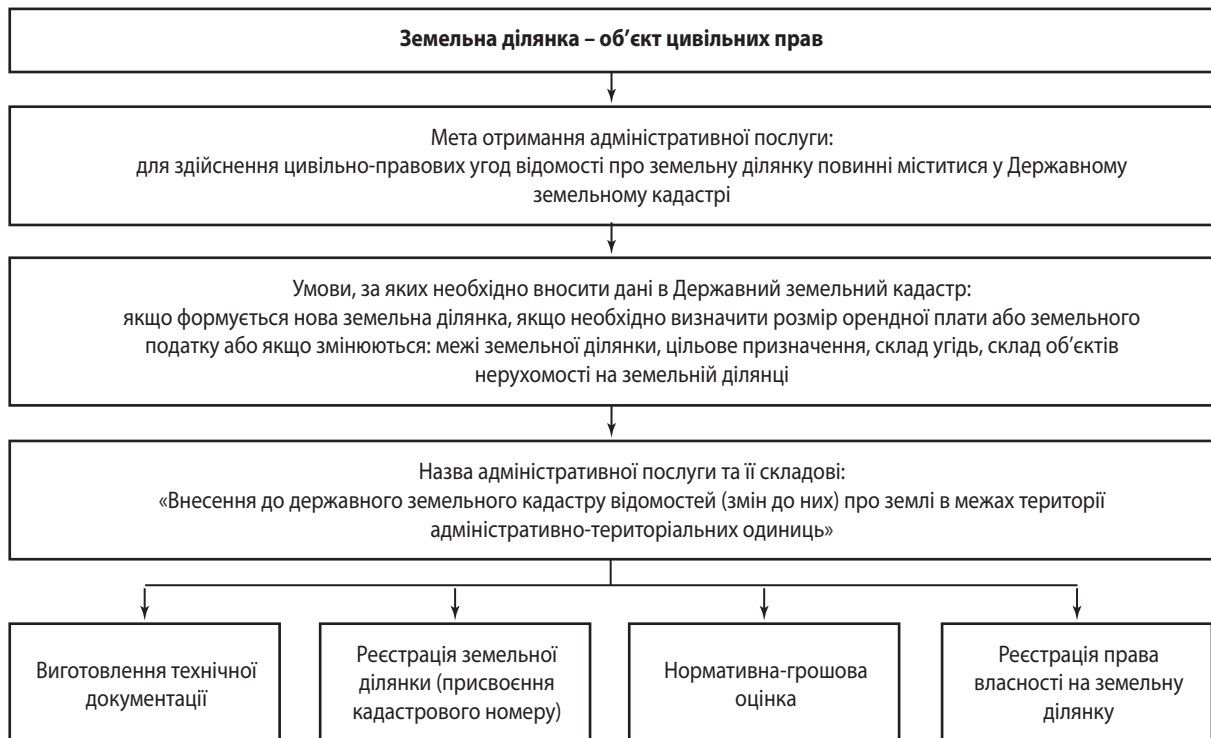 Земельна ділянка – об’єкт цивільних прав
Мета отримання адміністративної послуги:
для здійснення цивільно-правових угод відомості про земельну ділянку повинні міститися у Державному
земельному кадастрі
Умови, за яких необхідно вносити дані в Державний земельний кадастр:
якщо формується нова земельна ділянка, якщо необхідно визначити розмір орендної плати або земельного
податку або якщо змінюються: межі земельної ділянки, цільове призначення, склад угідь, склад об’єктів
нерухомості на земельній ділянці
Назва адміністративної послуги та її складові:
«Внесення до державного земельного кадастру відомостей (змін до них) про землі в межах території
адміністративно-територіальних одиниць»
Виготовлення технічної
документації
Реєстрація земельної
ділянки (присвоєння
кадастрового номеру)
Нормативна-грошова
оцінка
Реєстрація права
власності на земельну
ділянку